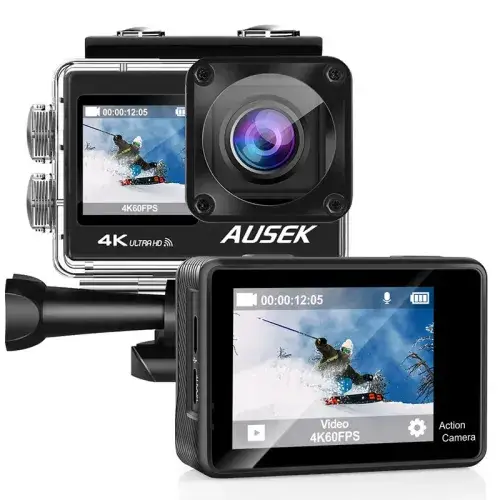 00:00:12:05
4K60FPS
4K ULTRA HD
AUSEK
00:00:12:05
Video
4K60FPS
Action
Camera